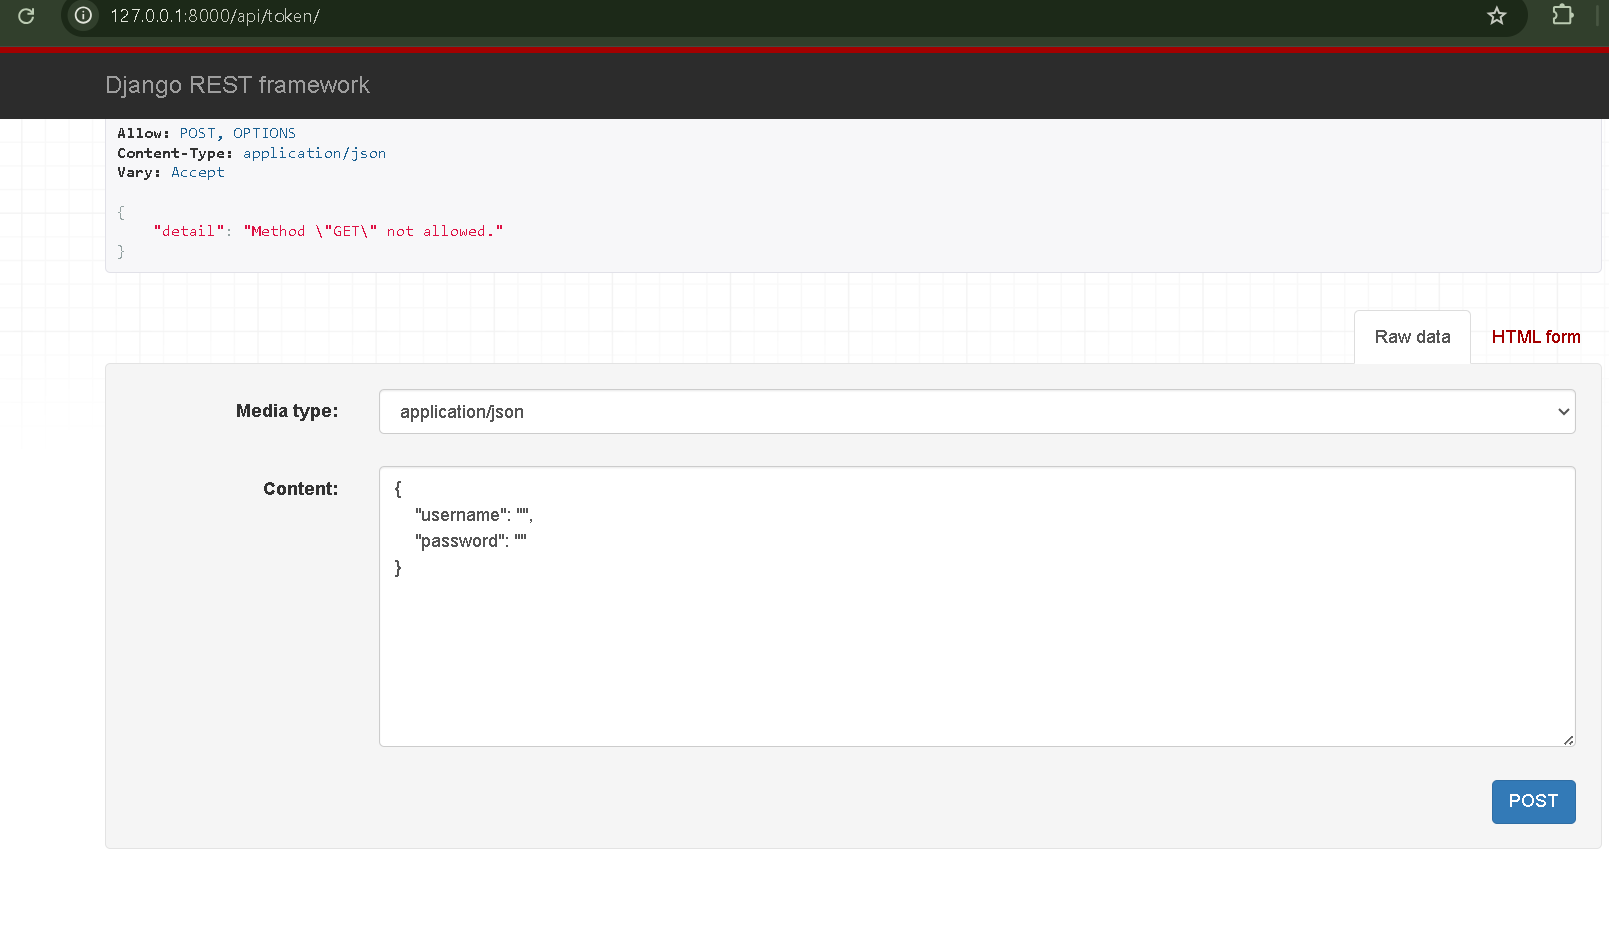 127.0.0.1:8000/api/token/
Django REST framework
Allow: POST, OPTIONS
Content-Type: application/json
Vary: Accept
{
"detail": "Method \"GET\" not allowed."
}
Raw data HTML form
Media type: application/json
Content: {
"username": "",
"password": ""
}
POST